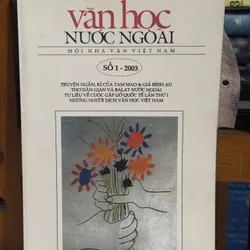 văn học
NƯỚC NGOÀI
HỘI NHÀ VĂN VIỆT NAM
SỐ 1 - 2003
TRUYỆN NGẮN, KÍ CỦA TAM MAO & GIẢ BÌNH AO
THƠ DÂN GIAN VÀ BALAT NƯỚC NGOÀI
TƯ LIỆU VỀ CUỘC GẶP GỠ QUỐC TẾ LẦN THỨ I
NHỮNG NGƯỜI DỊCH VĂN HỌC VIỆT NAM